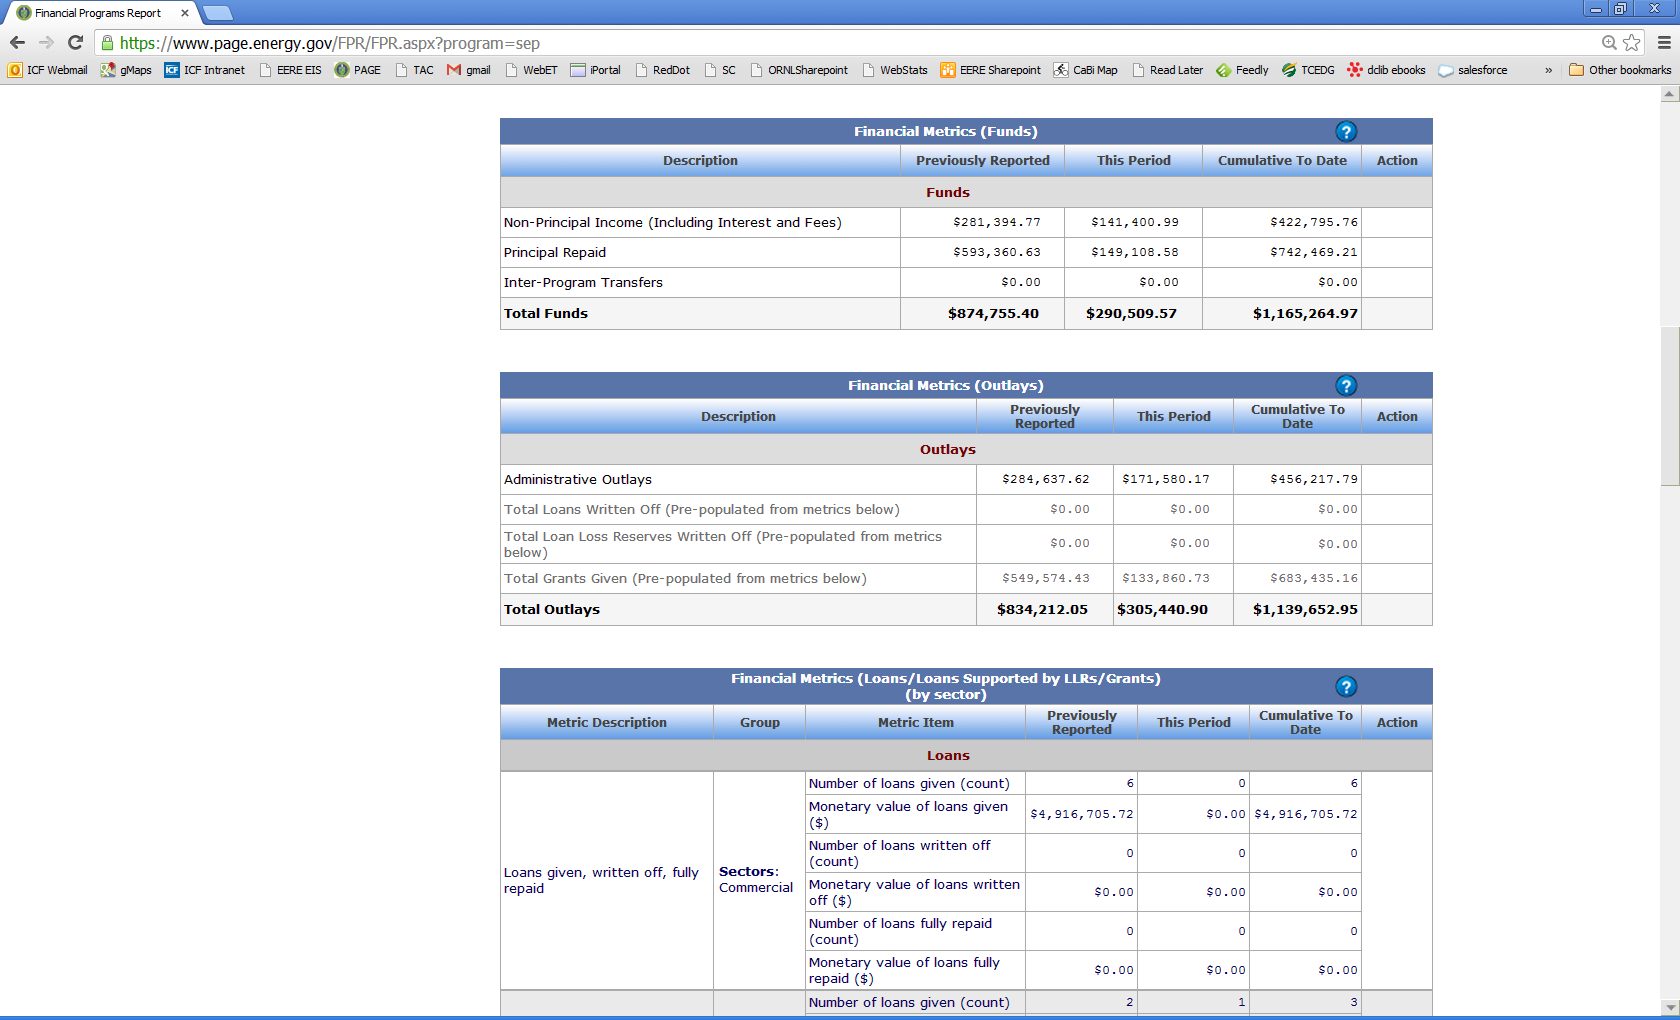 Financial Programs Report
https://www.page.energy.gov/FPR/FPR.aspx?program=sep
ICF Webmail gMaps ICF Intranet EERE EIS PAGE TAC gmail WebET iPortal RedDot SC ORNLSharepoint WebStats EERE Sharepoint CaBi Map Read Later Feedly TCEDG dclib ebooks salesforce » Other bookmarks
Financial Metrics (Funds) ?
Description Previously Reported This Period Cumulative To Date Action
Funds
Non-Principal Income (Including Interest and Fees) $281,394.77 $141,400.99 $422,795.76
Principal Repaid $593,360.63 $149,108.58 $742,469.21
Inter-Program Transfers $0.00 $0.00 $0.00
Total Funds $874,755.40 $290,509.57 $1,165,264.97
Financial Metrics (Outlays) ?
Description Previously Reported This Period Cumulative To Date Action
Outlays
Administrative Outlays $284,637.62 $171,580.17 $456,217.79
Total Loans Written Off (Pre-populated from metrics below) $0.00 $0.00 $0.00
Total Loan Loss Reserves Written Off (Pre-populated from metrics
below) $0.00 $0.00 $0.00
Total Grants Given (Pre-populated from metrics below) $549,574.43 $133,860.73 $683,435.16
Total Outlays $834,212.05 $305,440.90 $1,139,652.95
Financial Metrics (Loans/Loans Supported by LLRs/Grants)
(by sector) ?
Metric Description Group Metric Item Previously Reported This Period Cumulative To Date Action
Loans
Loans given, written off, fully
repaid
Sectors:
Commercial
Number of loans given (count) 6 0 6
Monetary value of loans given
($) $4,916,705.72 $0.00 $4,916,705.72
Number of loans written off
(count) 0 0 0
Monetary value of loans written
off ($) $0.00 $0.00 $0.00
Number of loans fully repaid
(count) 0 0 0
Monetary value of loans fully
repaid ($) $0.00 $0.00 $0.00
Number of loans given (count) 2 1 3